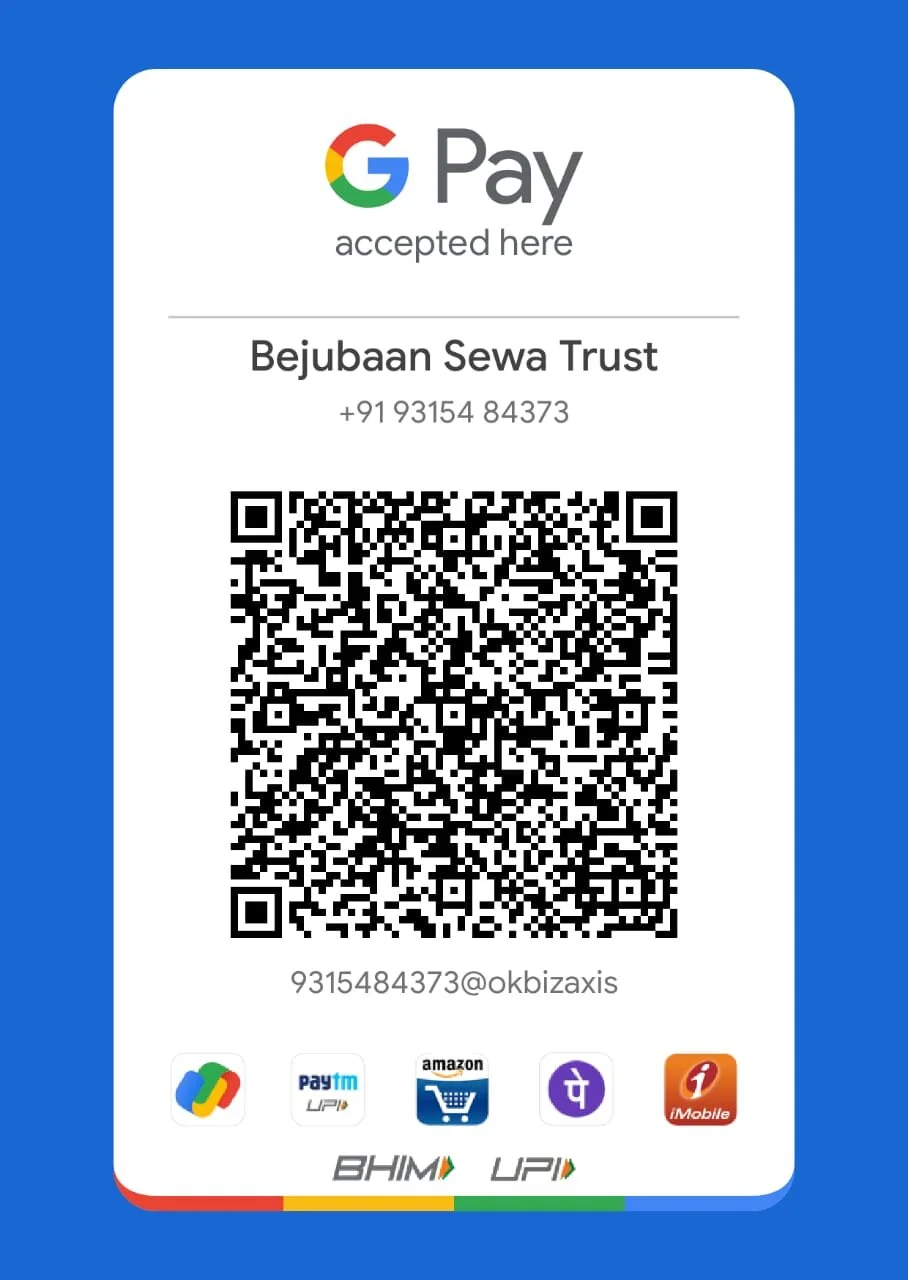 G Pay
accepted here
Bejubaan Sewa Trust
+91 93154 84373
9315484373@okbizaxis
paytm
UPI
amazon
पे
i
iMobile
BHIM UPI